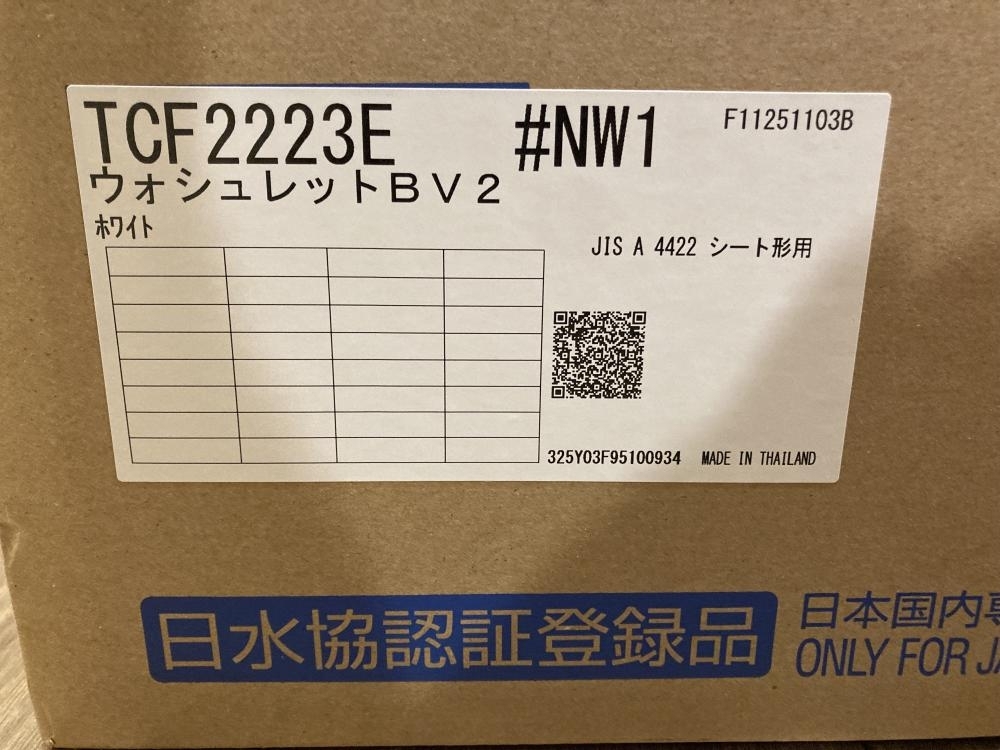 TCF2223E #NW1 F11251103B
ウォシュレットBV2
ホワイト
JIS A 4422 シート形用
325Y03F95100934 MADE IN THAILAND
日水協認証登録品
日本国内専
ONLY FOR JA